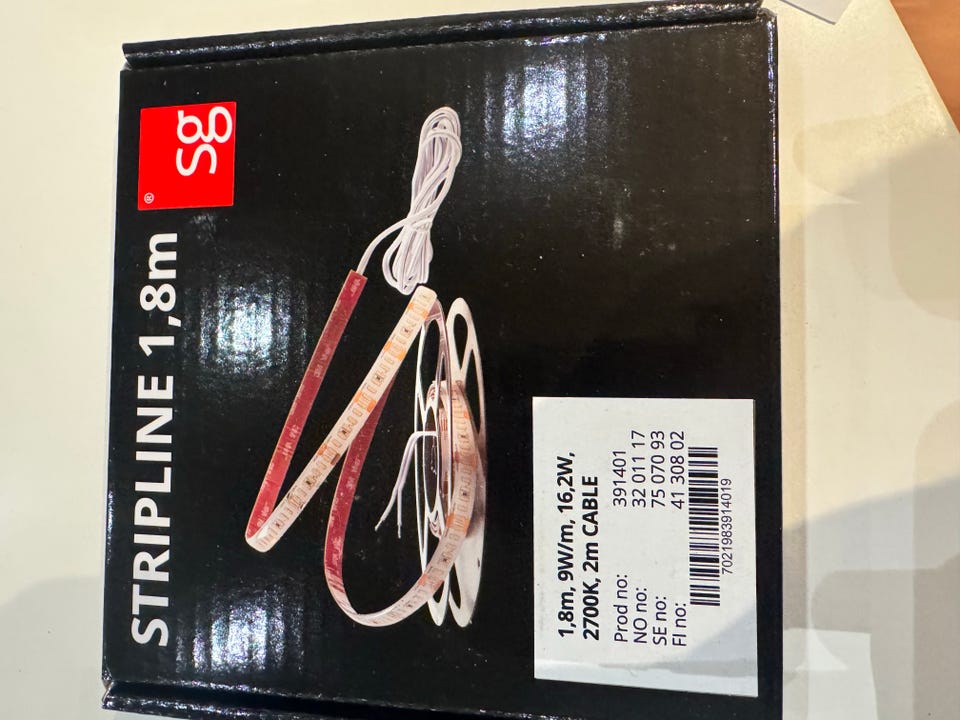 sg
®
STRIPLINE 1,8m
1,8m, 9W/m, 16,2W,
2700K, 2m CABLE
Prod no: 391401
NO no: 32 011 17
SE no: 75 070 93
FI no: 41 308 02
7021983914019